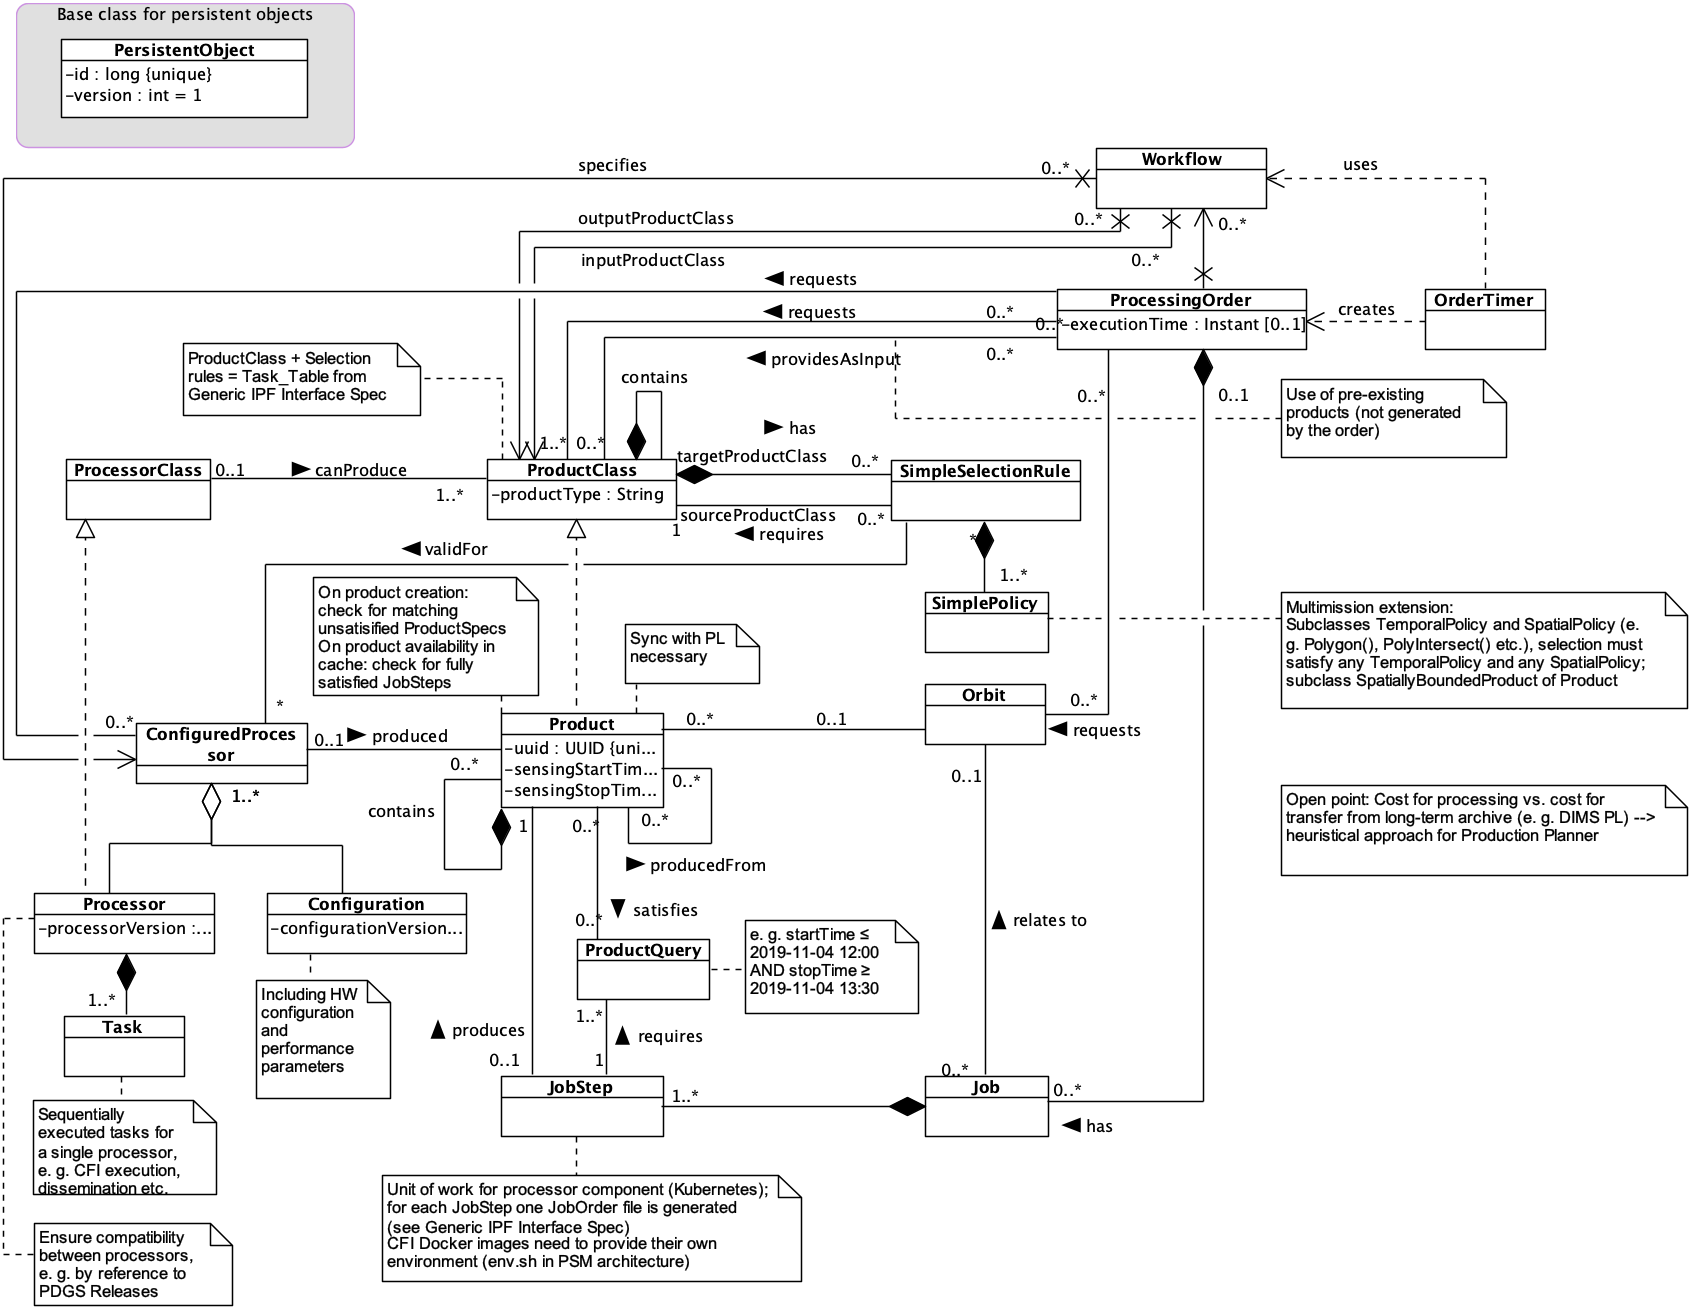 Base class for persistent objects
PersistentObject
−id : long {unique}
−version : int = 1
specifies
0..*
Workflow
uses
outputProductClass
0..*
0..*
inputProductClass
0..*
requests
ProcessingOrder
−executionTime : Instant [0..1]
OrderTimer
creates
requests
0..*
0..*
0..*
providesAsInput
ProductClass + Selection
rules = Task_Table from
Generic IPF Interface Spec
contains
0..*
0..1
Use of pre-existing
products (not generated
by the order)
has
1..*
0..*
targetProductClass
0..*
ProcessorClass
0..1
canProduce
1..*
ProductClass
−productType : String
SimpleSelectionRule
sourceProductClass
0..*
1
requires
validFor
*
1..*
SimplePolicy
On product creation:
check for matching
unsatisified ProductSpecs
On product availability in
cache: check for fully
satisfied JobSteps
Sync with PL
necessary
Multimission extension:
Subclasses TemporalPolicy and SpatialPolicy (e.
g. Polygon(), PolyIntersect() etc.), selection must
satisfy any TemporalPolicy and any SpatialPolicy;
subclass SpatiallyBoundedProduct of Product
*
0..*
ConfiguredProces
sor
0..1
produced
0..*
Product
−uuid : UUID {uni...
−sensingStartTim...
−sensingStopTim...
0..*
0..1
Orbit
0..*
requests
0..*
0..*
0..1
1..*
contains
1
0..*
producedFrom
Open point: Cost for processing vs. cost for
transfer from long-term archive (e. g. DIMS PL) -->
heuristical approach for Production Planner
Processor
−processorVersion :...
Configuration
−configurationVersion...
0..*
satisfies
relates to
ProductQuery
e. g. startTime ≤
2019-11-04 12:00
AND stopTime ≥
2019-11-04 13:30
1..*
Task
Including HW
configuration
and
performance
parameters
1..*
produces
requires
0..1
1
JobStep
1..*
0..*
Job
0..*
has
Sequentially
executed tasks for
a single processor,
e. g. CFI execution,
dissemination etc.
Unit of work for processor component (Kubernetes);
for each JobStep one JobOrder file is generated
(see Generic IPF Interface Spec)
CFI Docker images need to provide their own
environment (env.sh in PSM architecture)
Ensure compatibility
between processors,
e. g. by reference to
PDGS Releases